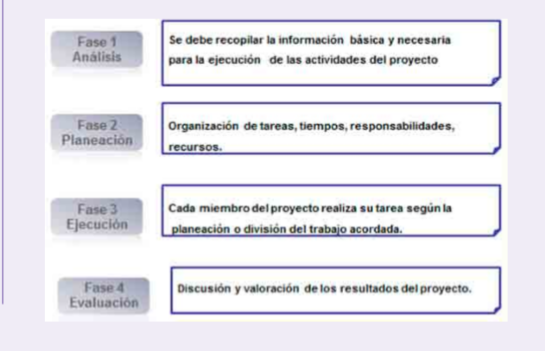 Fase 1
Análisis
Se debe recopilar la información básica y necesaria
para la ejecución de las actividades del proyecto
Fase 2
Planeación
Organización de tareas, tiempos, responsabilidades,
recursos.
Fase 3
Ejecución
Cada miembro del proyecto realiza su tarea según la
planeación o división del trabajo acordada.
Fase 4
Evaluación
Discusión y valoración de los resultados del proyecto.